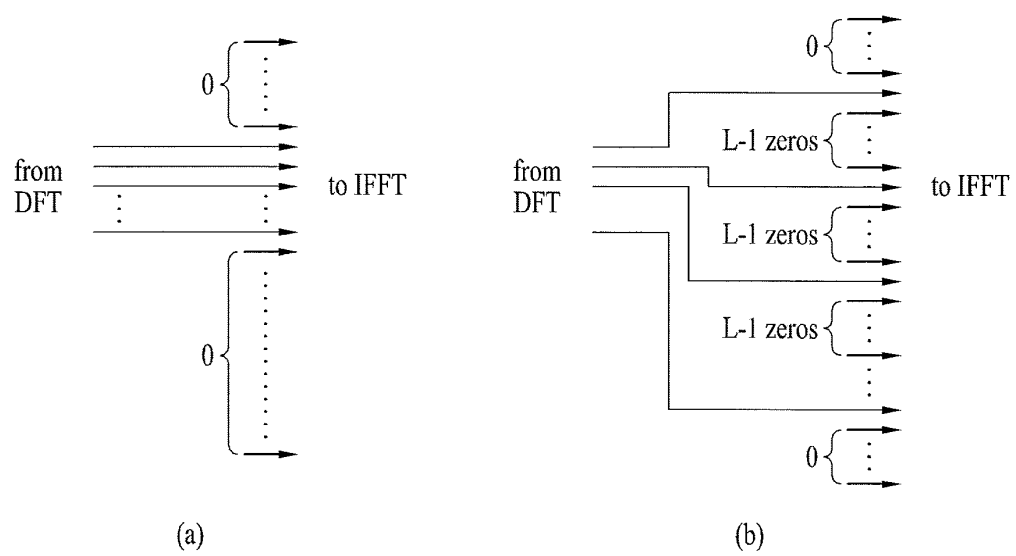 0
from
DFT
to IFFT
0
(a)
0
L-1 zeros
from
DFT
to IFFT
L-1 zeros
L-1 zeros
0
(b)